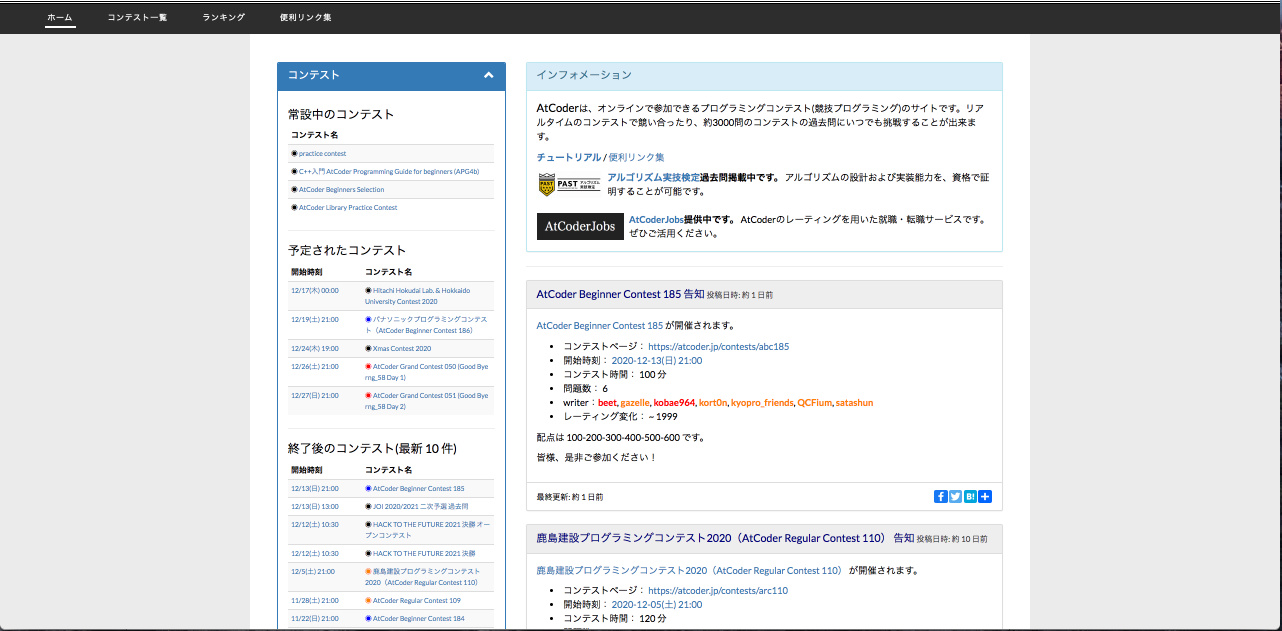 ホーム コンテスト一覧 ランキング 便利リンク集
コンテスト
常設中のコンテスト
コンテスト名
◉ practice contest
◉ C++入門 AtCoder Programming Guide for beginners (APG4b)
◉ AtCoder Beginners Selection
◉ AtCoder Library Practice Contest
予定されたコンテスト
開始時刻 コンテスト名
12/17(木) 00:00 ◉ Hitachi Hokudai Lab. & Hokkaido
University Contest 2020
12/19(土) 21:00 ◉ パナソニックプログラミングコンテス
ト（AtCoder Beginner Contest 186）
12/24(木) 19:00 ◉ Xmas Contest 2020
12/26(土) 21:00 ◉ AtCoder Grand Contest 050 (Good Bye
rng_58 Day 1)
12/27(日) 21:00 ◉ AtCoder Grand Contest 051 (Good Bye
rng_58 Day 2)
終了後のコンテスト(最新 10 件)
開始時刻 コンテスト名
12/13(日) 21:00 ◉ AtCoder Beginner Contest 185
12/13(日) 13:00 ◉ JOI 2020/2021 二次予選 過去問
12/12(土) 10:30 ◉ HACK TO THE FUTURE 2021 決勝 オー
プンコンテスト
12/12(土) 10:30 ◉ HACK TO THE FUTURE 2021 決勝
12/5(土) 21:00 ◉ 鹿島建設プログラミングコンテスト
2020（AtCoder Regular Contest 110）
11/28(土) 21:00 ◉ AtCoder Regular Contest 109
11/22(日) 21:00 ◉ AtCoder Beginner Contest 184
インフォメーション
AtCoderは、オンラインで参加できるプログラミングコンテスト(競技プログラミング)のサイトです。リア
ルタイムのコンテストで競い合ったり、約3000問のコンテストの過去問にいつでも挑戦することが出来ま
す。
チュートリアル / 便利リンク集
PAST アルゴリズム実技検定
アルゴリズム実技検定過去問掲載中です。 アルゴリズムの設計および実装能力を、資格で証
明することが可能です。
AtCoderJobs
AtCoderJobs提供中です。 AtCoderのレーティングを用いた就職・転職サービスです。
ぜひご活用ください。
AtCoder Beginner Contest 185 告知 投稿日時: 約 1 日前
AtCoder Beginner Contest 185 が開催されます。
• コンテストページ： https://atcoder.jp/contests/abc185
• 開始時刻： 2020-12-13(日) 21:00
• コンテスト時間： 100 分
• 問題数： 6
• writer：beet, gazelle, kobae964, kort0n, kyopro_friends, QCFium, satashun
• レーティング変化： ~ 1999
配点は 100-200-300-400-500-600 です。
皆様、是非ご参加ください！
最終更新: 約 1 日前
B!
鹿島建設プログラミングコンテスト2020（AtCoder Regular Contest 110） 告知 投稿日時: 約 10 日前
鹿島建設プログラミングコンテスト2020（AtCoder Regular Contest 110） が開催されます。
• コンテストページ： https://atcoder.jp/contests/arc110
• 開始時刻： 2020-12-05(土) 21:00
• コンテスト時間： 120 分